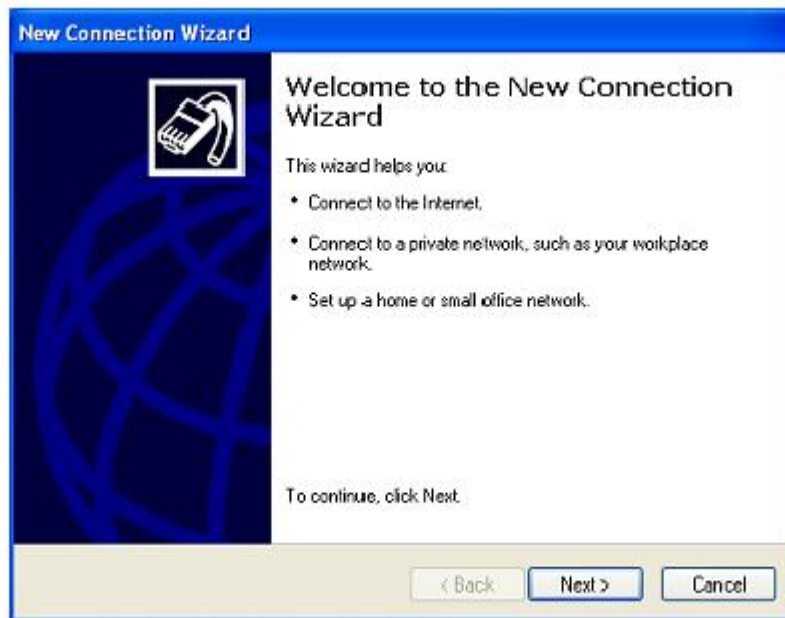 New Connection Wizard
Welcome to the New Connection
Wizard
This wizard helps you:
• Connect to the Internet.
• Connect to a private network, such as your workplace
network.
• Set up a home or small office network.
To continue, click Next.
< Back Next > Cancel